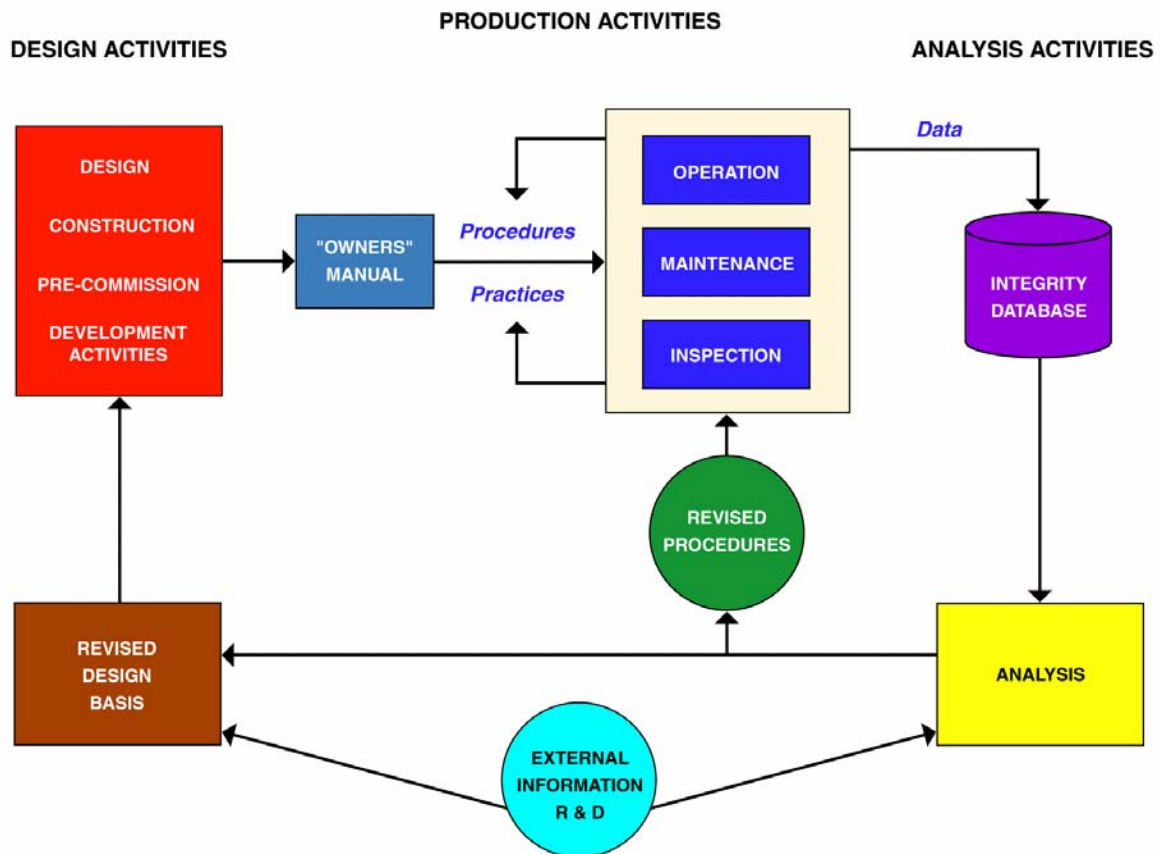 PRODUCTION ACTIVITIES
DESIGN ACTIVITIES
ANALYSIS ACTIVITIES
DESIGN
CONSTRUCTION
PRE-COMMISSION
DEVELOPMENT
ACTIVITIES
"OWNERS"
MANUAL
Procedures
Practices
OPERATION
MAINTENANCE
INSPECTION
Data
INTEGRITY
DATABASE
REVISED
PROCEDURES
REVISED
DESIGN
BASIS
ANALYSIS
EXTERNAL
INFORMATION
R & D